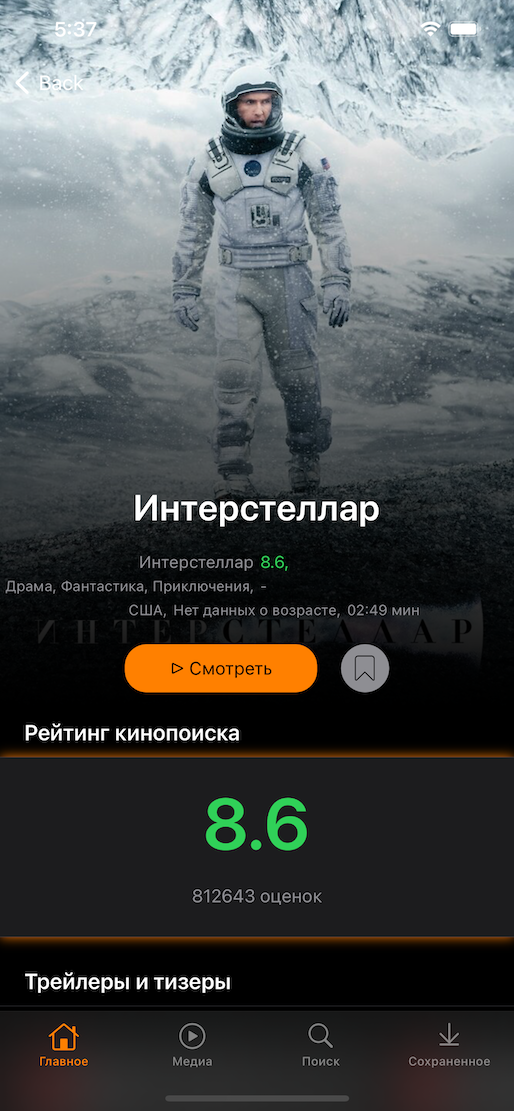 5:37
Back
Интерстеллар
Интерстеллар 8.6,
Драма, Фантастика, Приключения, -
США, Нет данных о возрасте, 02:49 мин
ИНТЕРСТЕЛЛАР
Смотреть
Рейтинг кинопоиска
8.6
812643 оценок
Трейлеры и тизеры
Главное
Медиа
Поиск
Сохраненное